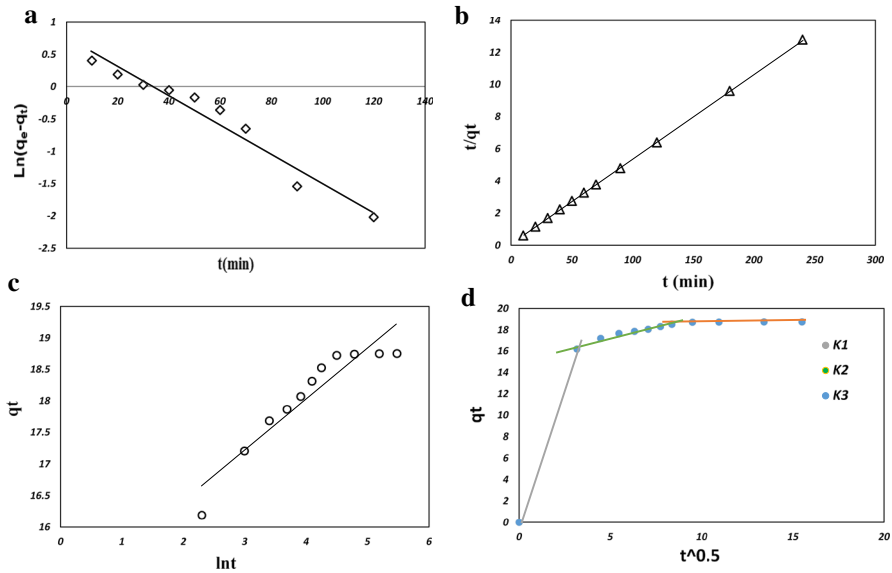 a
1
0.5
0
-0.5
-1
-1.5
-2
-2.5
0 20 40 60 80 100 120 140
Ln(qe-qt)
t(min)
b
14
12
10
8
6
4
2
0
0 50 100 150 200 250 300
t/qt
t (min)
c
19.5
19
18.5
18
17.5
17
16.5
16
0 1 2 3 4 5 6
qt
lnt
d
20
18
16
14
12
10
8
6
4
2
0
0 5 10 15 20
qt
t^0.5
K1
K2
K3